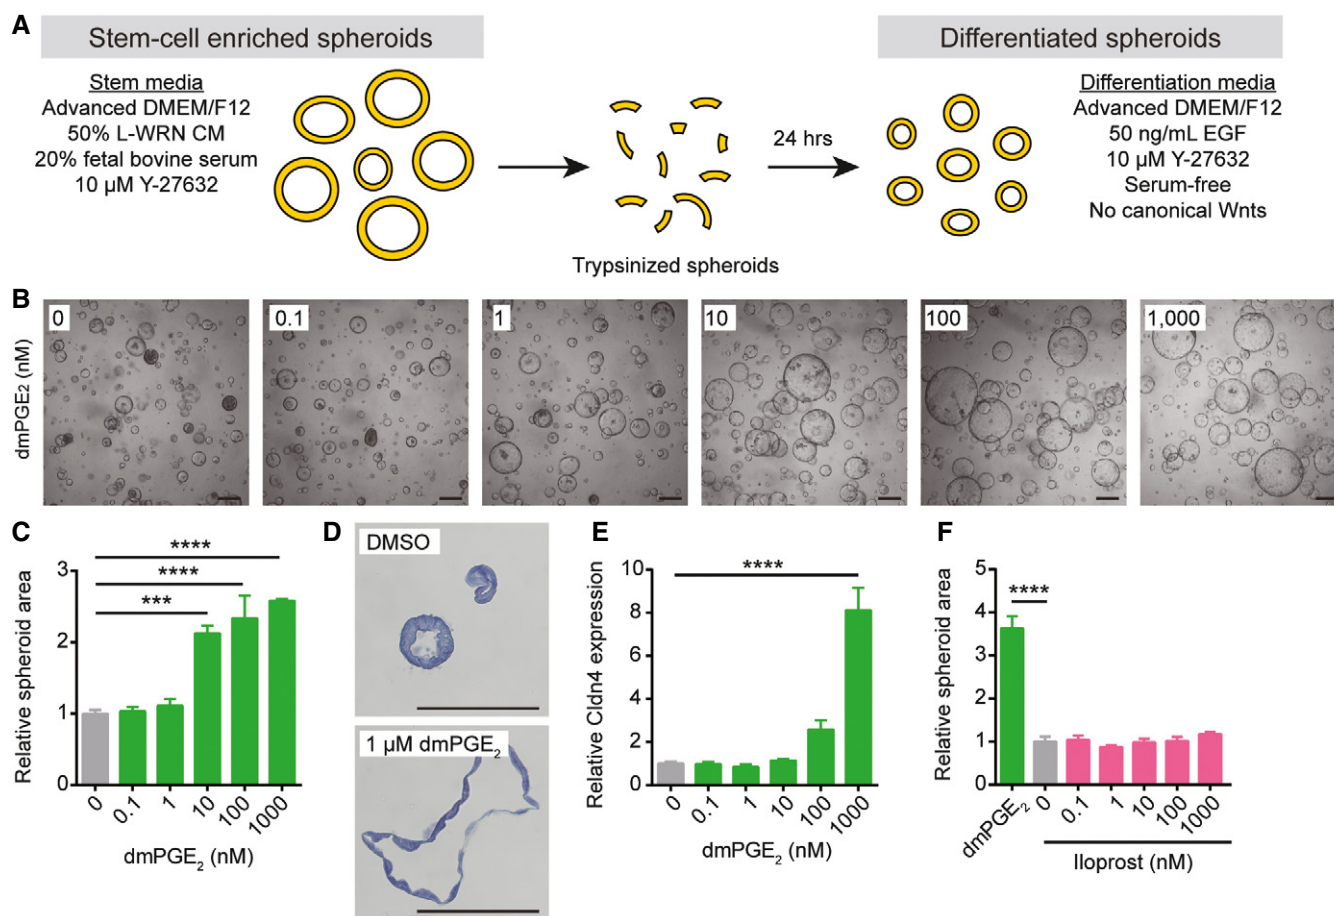 A
Stem-cell enriched spheroids
Differentiated spheroids
Stem media
Advanced DMEM/F12
50% L-WRN CM
20% fetal bovine serum
10 µM Y-27632
24 hrs
Trypsinized spheroids
Differentiation media
Advanced DMEM/F12
50 ng/mL EGF
10 µM Y-27632
Serum-free
No canonical Wnts
B
dmPGE₂ (nM)
0
0.1
1
10
100
1,000
C
Relative spheroid area
3
2
1
0
****
****
***
0
0.1
1
10
100
1000
dmPGE₂ (nM)
D
DMSO
1 µM dmPGE₂
E
Relative Cldn4 expression
10
8
6
4
2
0
****
0
0.1
1
10
100
1000
dmPGE₂ (nM)
F
Relative spheroid area
5
4
3
2
1
0
****
dmPGE₂
0
0.1
1
10
100
1000
Iloprost (nM)